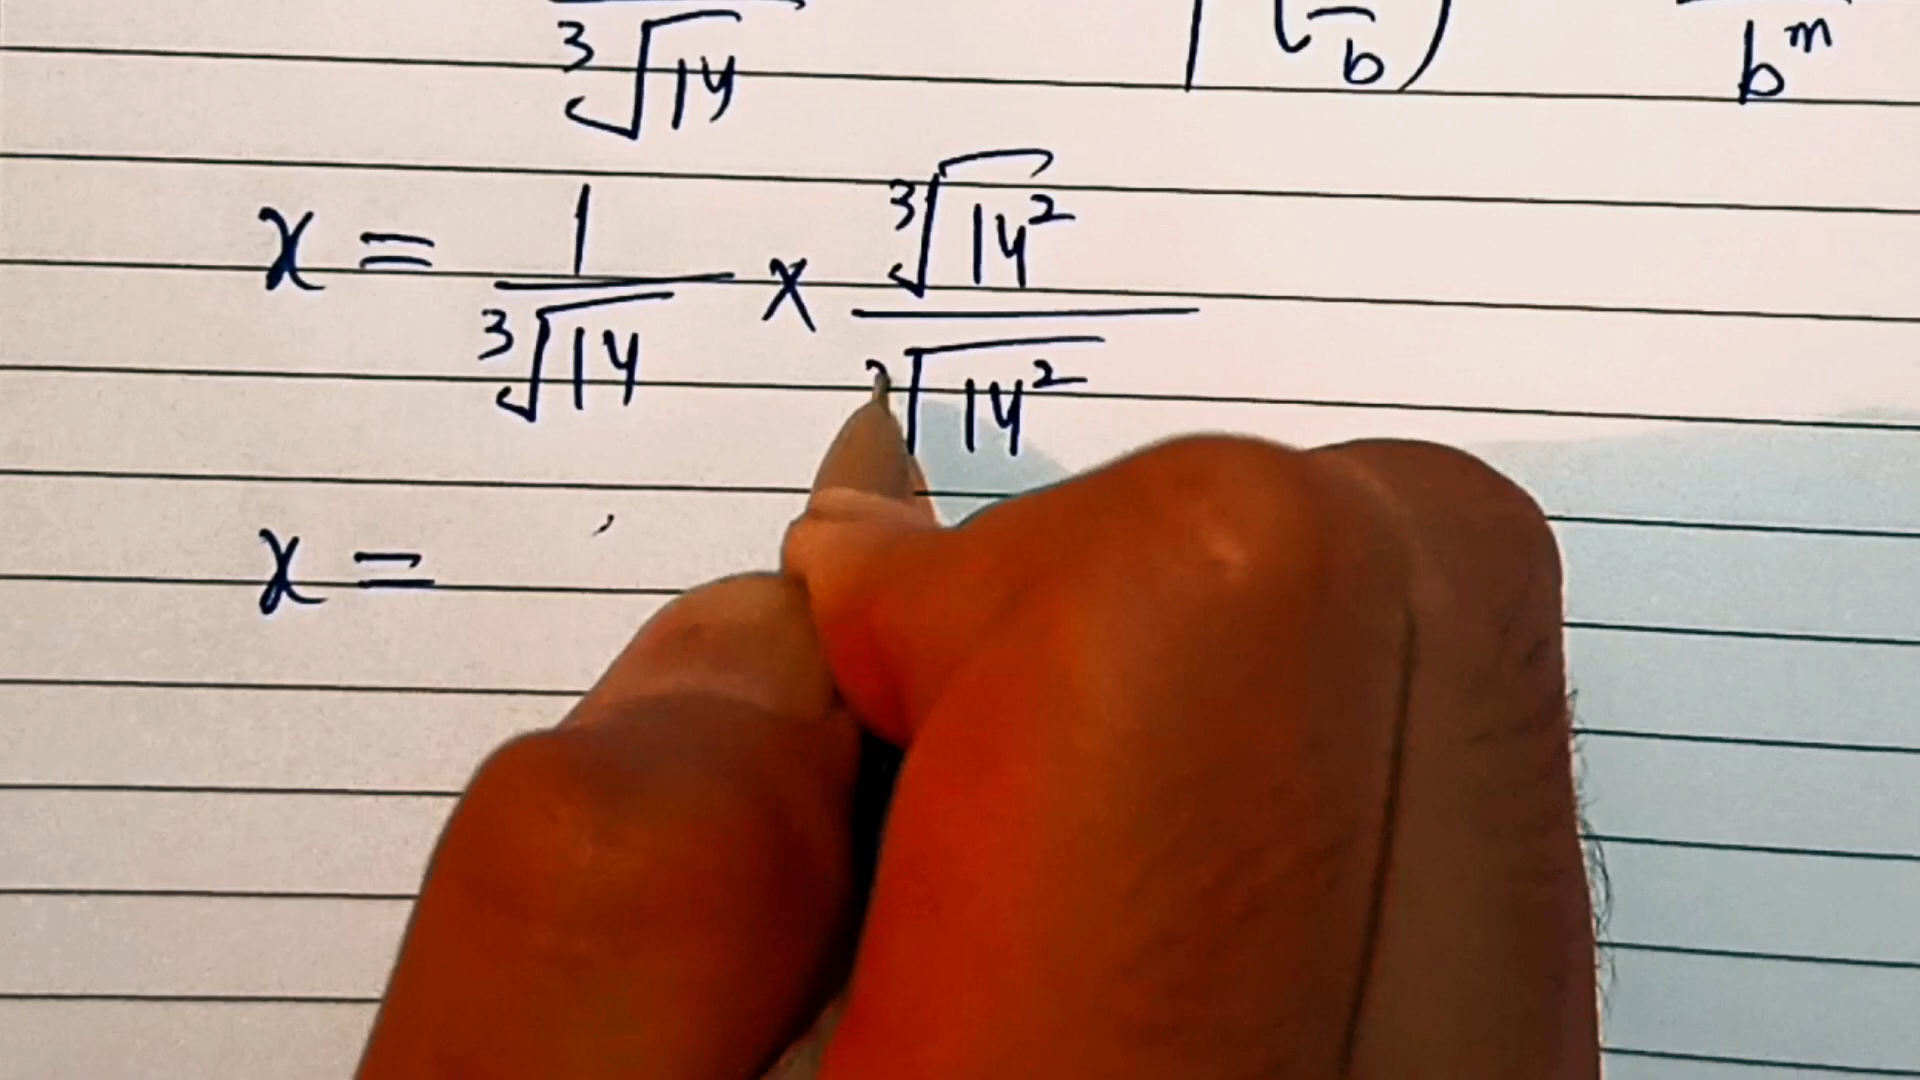 ∛14 | (—/b) b^m
x = 1/∛14 × ∛14²/∛14²
x =